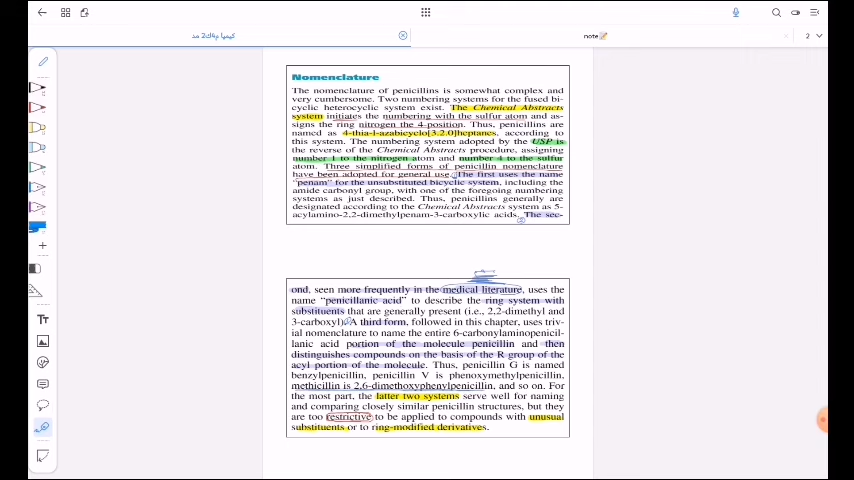 كيميا م4ك2 مد
note📝
2
Nomenclature
The nomenclature of penicillins is somewhat complex and
very cumbersome. Two numbering systems for the fused bi-
cyclic heterocyclic system exist. The Chemical Abstracts
system initiates the numbering with the sulfur atom and as-
signs the ring nitrogen the 4-position. Thus, penicillins are
named as 4-thia-l-azabicyclo[3.2.0]heptanes, according to
this system. The numbering system adopted by the USP is
the reverse of the Chemical Abstracts procedure, assigning
number 1 to the nitrogen atom and number 4 to the sulfur
atom. Three simplified forms of penicillin nomenclature
have been adopted for general use. The first uses the name
"penam" for the unsubstituted bicyclic system, including the
amide carbonyl group, with one of the foregoing numbering
systems as just described. Thus, penicillins generally are
designated according to the Chemical Abstracts system as 5-
acylamino-2,2-dimethylpenam-3-carboxylic acids. The sec-
ond, seen more frequently in the medical literature, uses the
name "penicillanic acid" to describe the ring system with
substituents that are generally present (i.e., 2,2-dimethyl and
3-carboxyl). A third form, followed in this chapter, uses triv-
ial nomenclature to name the entire 6-carbonylaminopenicil-
lanic acid portion of the molecule penicillin and then
distinguishes compounds on the basis of the R group of the
acyl portion of the molecule. Thus, penicillin G is named
benzylpenicillin, penicillin V is phenoxymethylpenicillin,
methicillin is 2,6-dimethoxyphenylpenicillin, and so on. For
the most part, the latter two systems serve well for naming
and comparing closely similar penicillin structures, but they
are too restrictive to be applied to compounds with unusual
substituents or to ring-modified derivatives.
Tт